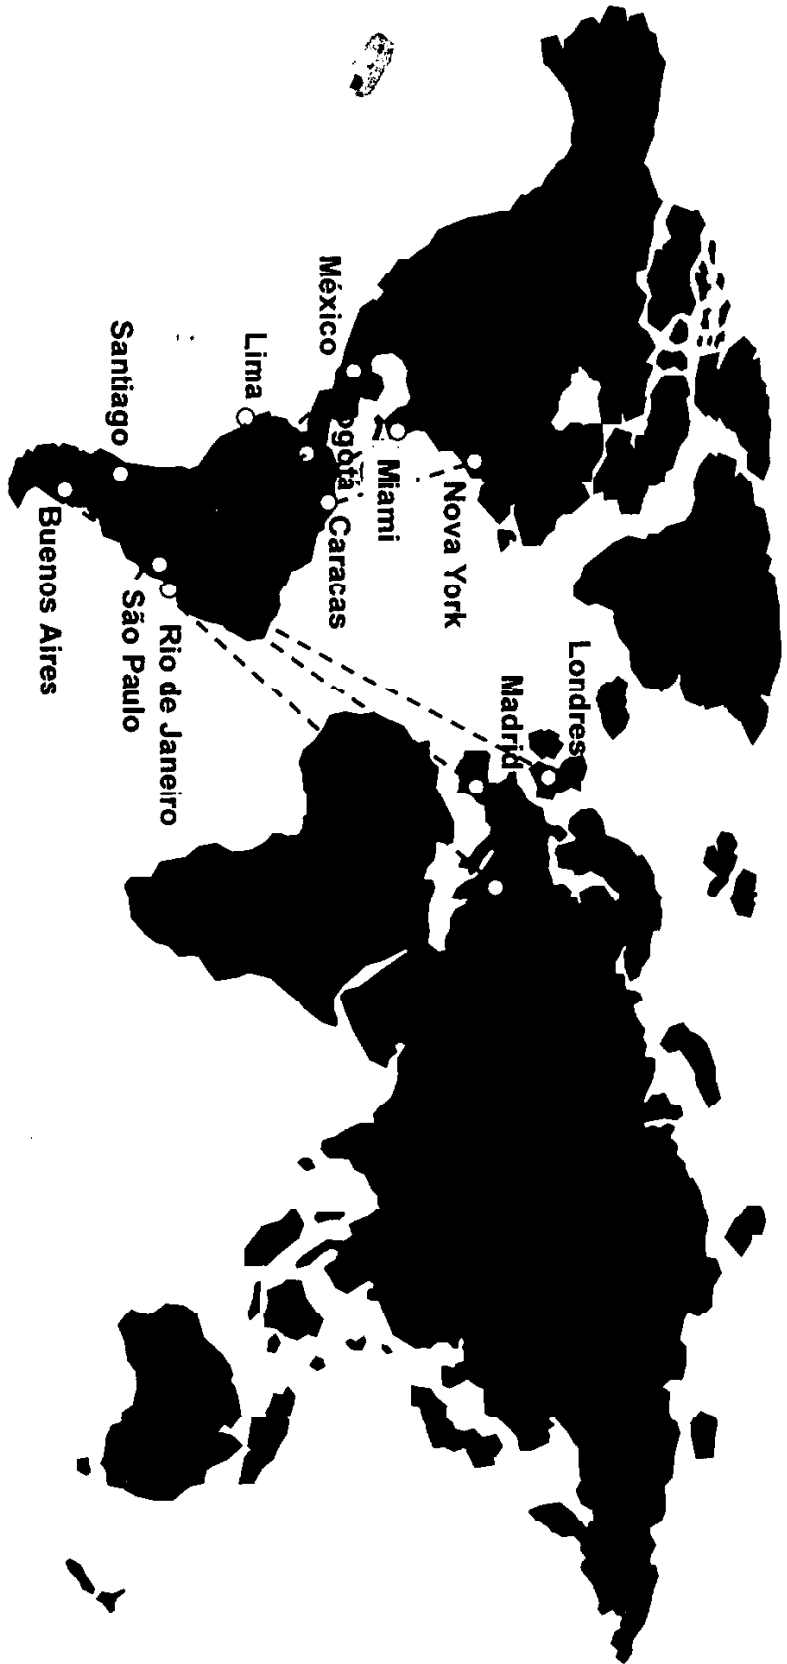 Nova York
Miami
México
Caracas
Lima
Santiago
Buenos Aires
São Paulo
Rio de Janeiro
Londres
Madrid